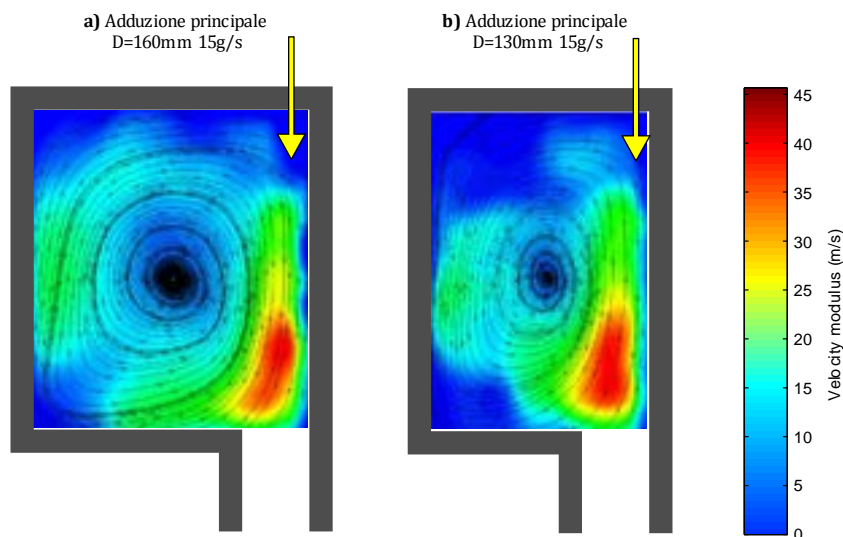 a) Adduzione principale
D=160mm 15g/s
b) Adduzione principale
D=130mm 15g/s
45
40
35
30
25
20
15
10
5
0
Velocity modulus (m/s)